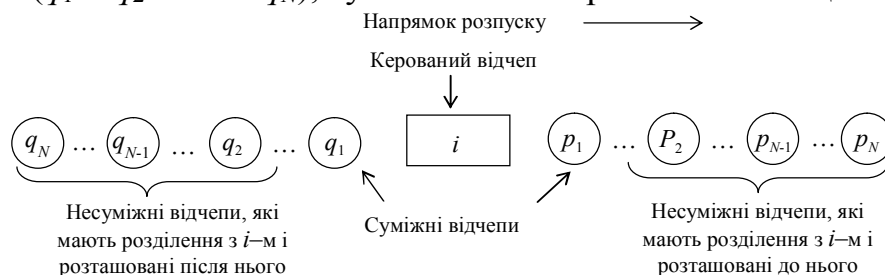 Напрямок розпуску
Керований відчеп
q_N ... q_{N-1} ... q_2 ... q_1 i p_1 ... P_2 ... p_{N-1} ... p_N
Несуміжні відчепи, які
мають розділення з i–м і
розташовані після нього
Суміжні відчепи
Несуміжні відчепи, які
мають розділення з i–м і
розташовані до нього